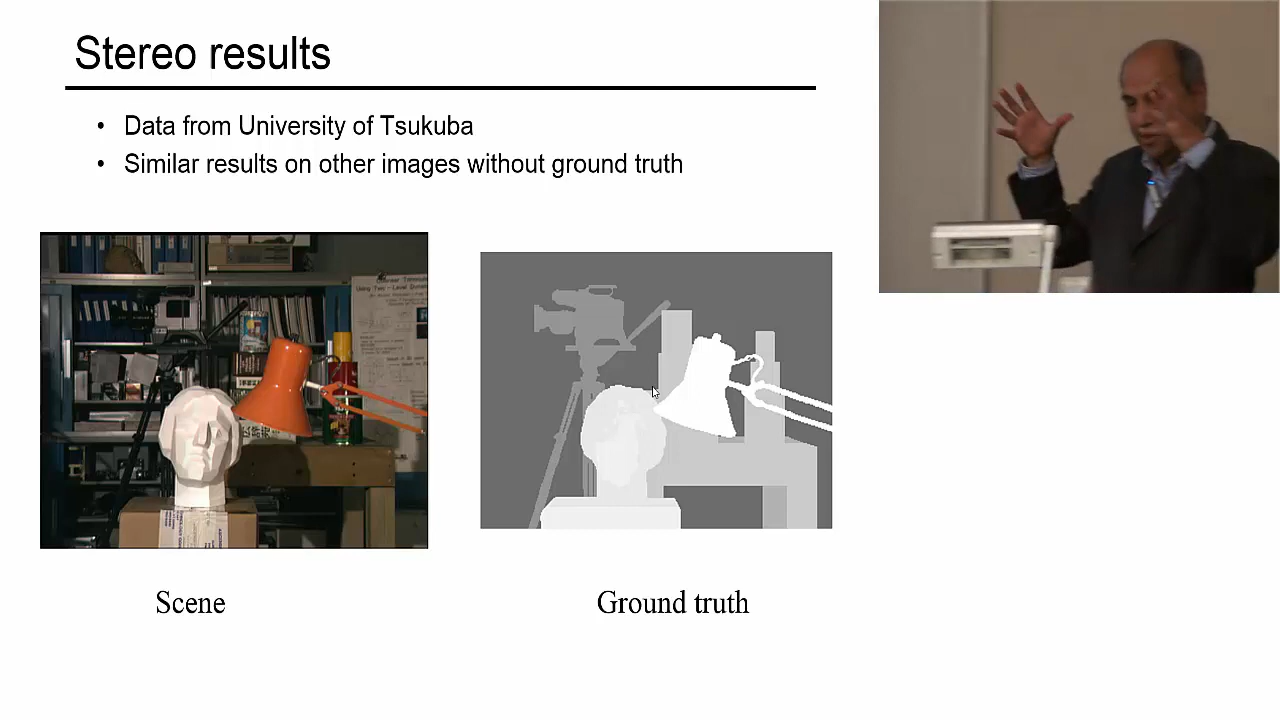 Stereo results
• Data from University of Tsukuba
• Similar results on other images without ground truth
Scene
Ground truth